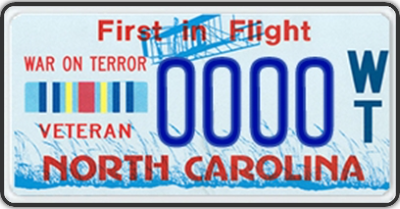 First in Flight
WAR ON TERROR
VETERAN
0000
WT
NORTH CAROLINA